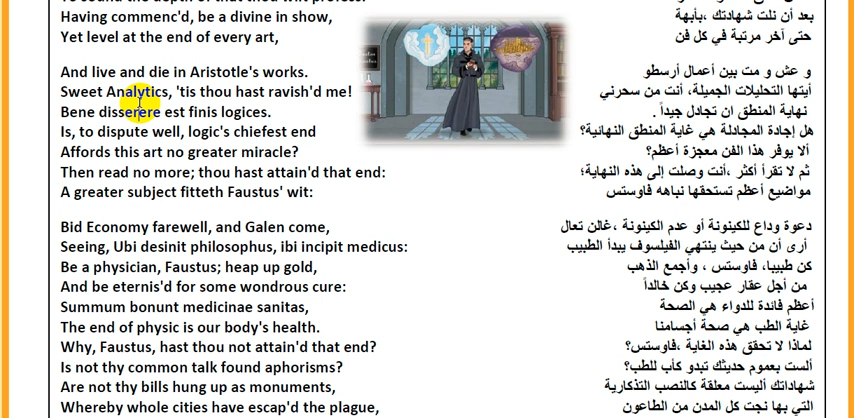 Having commenc'd, be a divine in show,
بعد أن نلت شهادتك ،بأبهة
Yet level at the end of every art,
حتى آخر مرتبة في كل فن
And live and die in Aristotle's works.
و عش و مت بين أعمال أرسطو
Sweet Analytics, 'tis thou hast ravish'd me!
أيتها التحليلات الجميلة، أنت من سحرني
Bene disserere est finis logices.
نهاية المنطق ان تجادل جيداً .
Is, to dispute well, logic's chiefest end
هل إجادة المجادلة هي غاية المنطق النهائية؟
Affords this art no greater miracle?
ألا يوفر هذا الفن معجزة أعظم؟
Then read no more; thou hast attain'd that end:
ثم لا تقرأ أكثر ،أنت وصلت إلى هذه النهاية؛
A greater subject fitteth Faustus' wit:
مواضيع أعظم تستحقها نباهه فاوستس
Bid Economy farewell, and Galen come,
دعوة وداع للكينونة أو عدم الكينونة ،غالن تعال
Seeing, Ubi desinit philosophus, ibi incipit medicus:
أرى أن من حيث ينتهي الفيلسوف يبدأ الطبيب
Be a physician, Faustus; heap up gold,
كن طبيبا، فاوستس ، وأجمع الذهب
And be eternis'd for some wondrous cure:
من أجل عقار عجيب وكن خالداً
Summum bonunt medicinae sanitas,
أعظم فائدة للدواء هي الصحة
The end of physic is our body's health.
غاية الطب هي صحة أجسامنا
Why, Faustus, hast thou not attain'd that end?
لماذا لا تحقق هذه الغاية ،فاوستس؟
Is not thy common talk found aphorisms?
ألست بعموم حديثك تبدو كأب للطب؟
Are not thy bills hung up as monuments,
شهاداتك أليست معلقة كالنصب التذكارية
Whereby whole cities have escap'd the plague,
التي بها نجت كل المدن من الطاعون